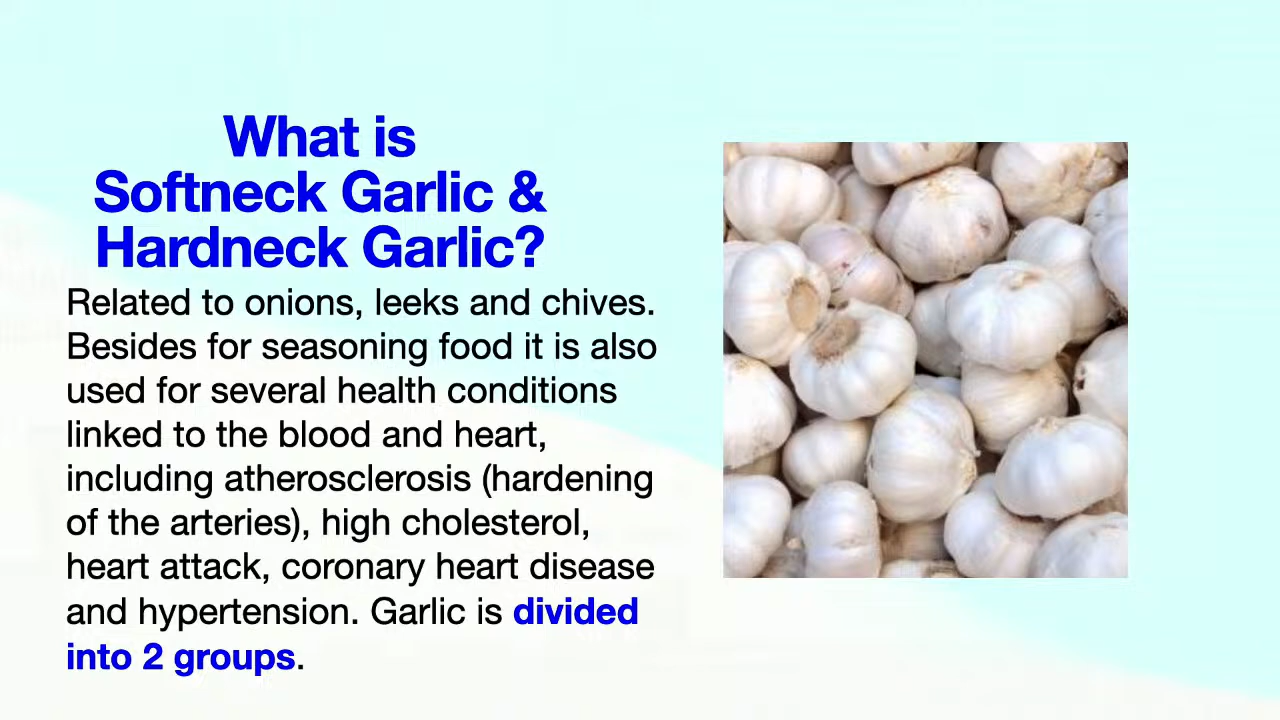 What is
Softneck Garlic &
Hardneck Garlic?
Related to onions, leeks and chives.
Besides for seasoning food it is also
used for several health conditions
linked to the blood and heart,
including atherosclerosis (hardening
of the arteries), high cholesterol,
heart attack, coronary heart disease
and hypertension. Garlic is divided
into 2 groups.